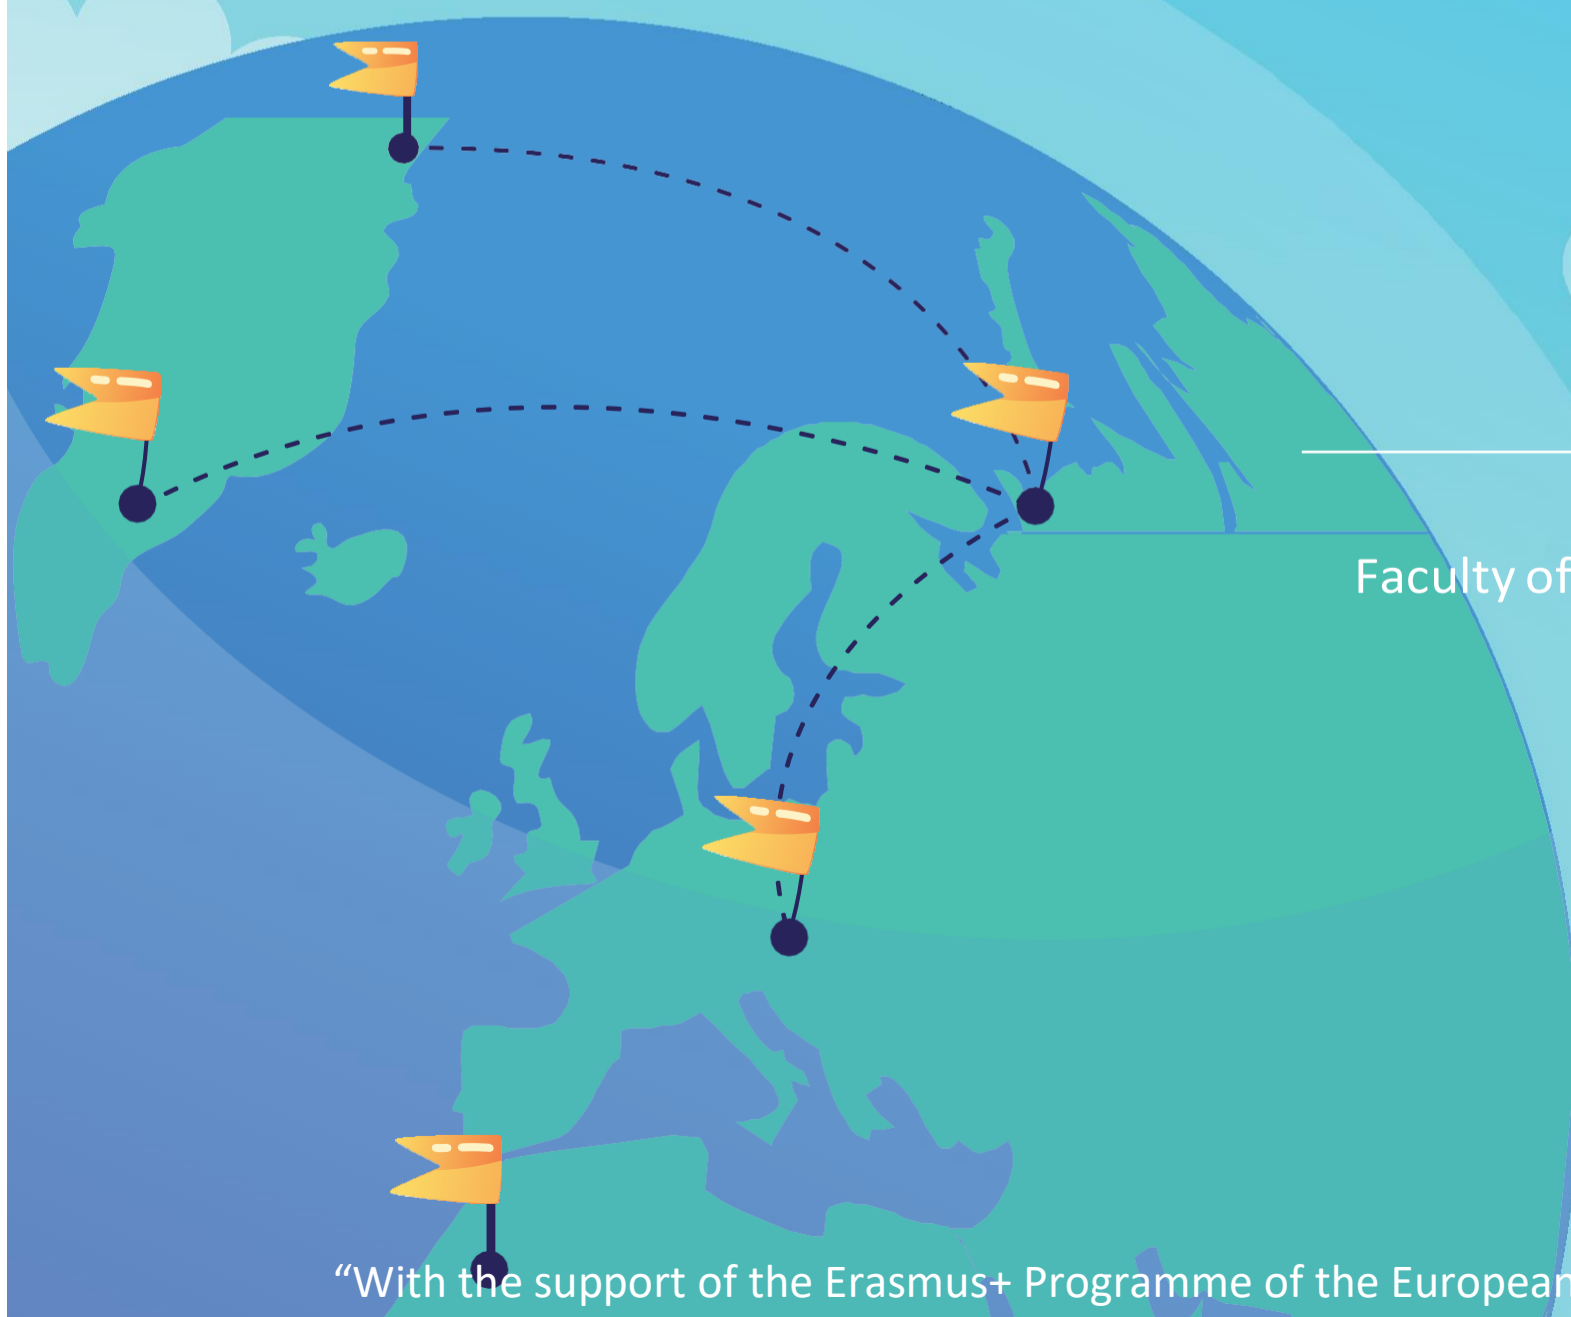 Faculty of
“With the support of the Erasmus+ Programme of the European